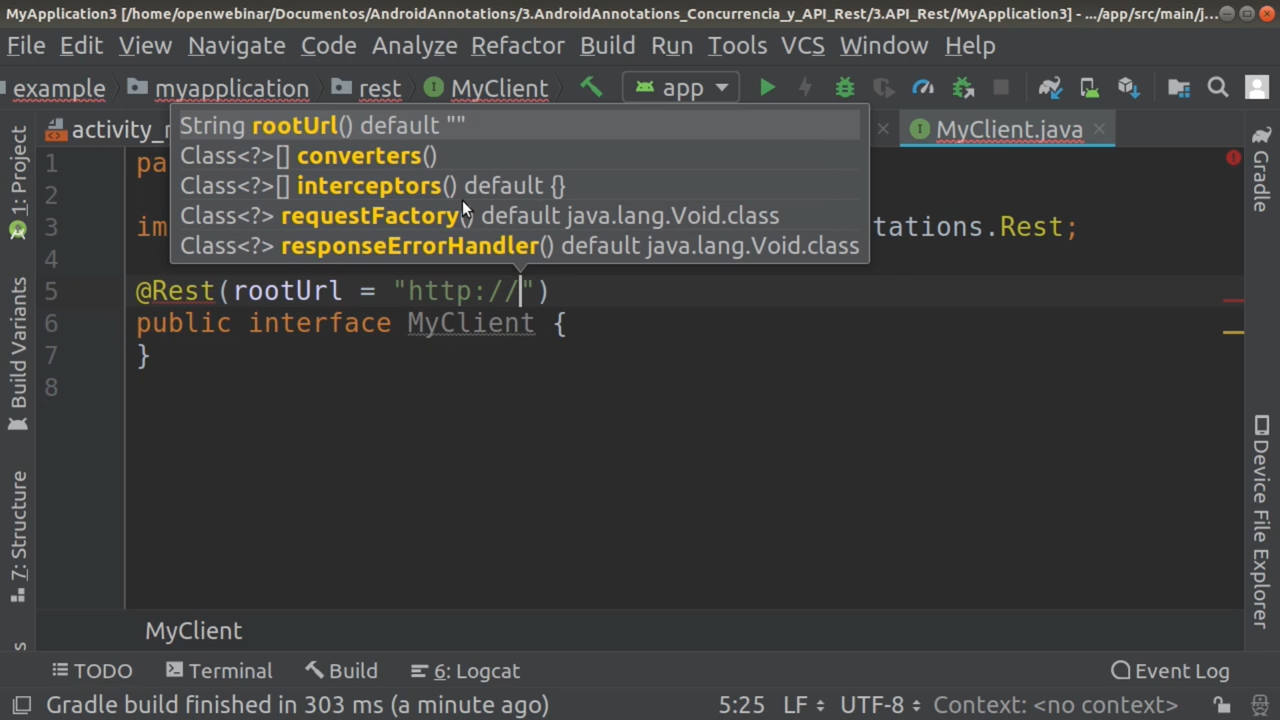 MyApplication3 [/home/openwebinar/Documentos/AndroidAnnotations/3.AndroidAnnotations_Concurrencia_y_API_Rest/3.API_Rest/MyApplication3] - .../app/src/main/j...
File Edit View Navigate Code Analyze Refactor Build Run Tools VCS Window Help
example myapplication rest MyClient app
activity_ MyClient.java
String rootUrl() default ""
Class<?>[] converters()
Class<?>[] interceptors() default {}
Class<?> requestFactory() default java.lang.Void.class
Class<?> responseErrorHandler() default java.lang.Void.class
1 pa
2
3 im tations.Rest;
4
5 @Rest(rootUrl = "http://")
6 public interface MyClient {
7 }
8
1: Project
Build Variants
7: Structure
Gradle
Device File Explorer
MyClient
TODO Terminal Build 6: Logcat Event Log
Gradle build finished in 303 ms (a minute ago) 5:25 LF UTF-8 Context: <no context>